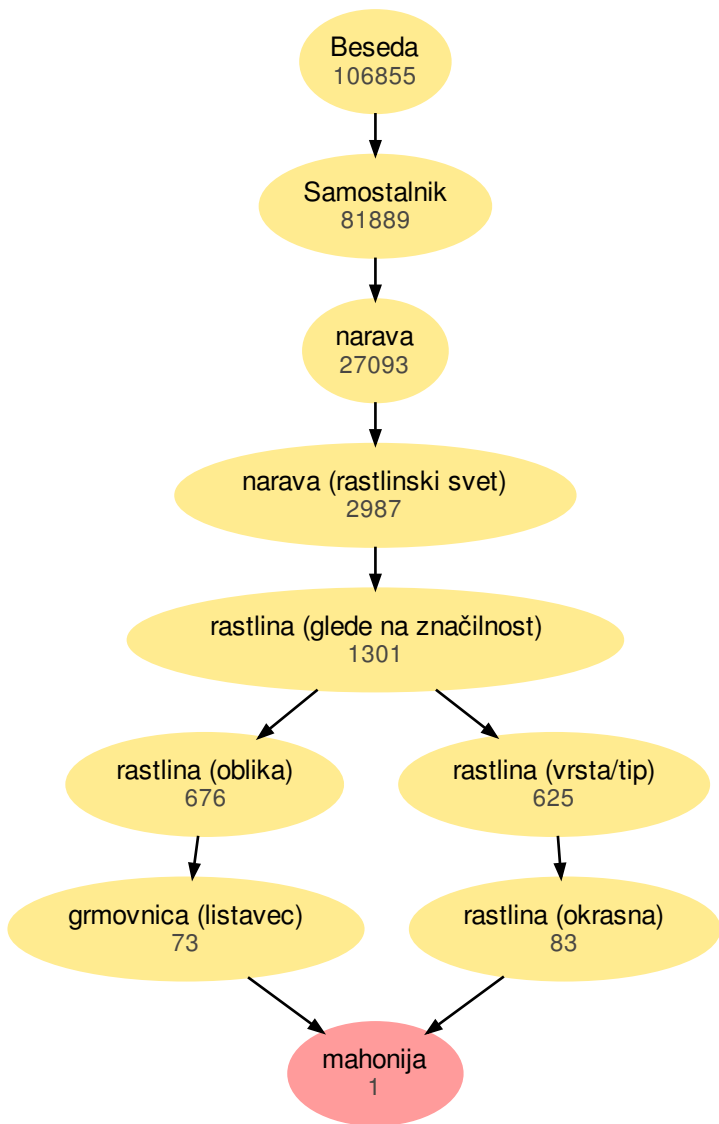 Beseda
106855
Samostalnik
81889
narava
27093
narava (rastlinski svet)
2987
rastlina (glede na značilnost)
1301
rastlina (oblika)
676
rastlina (vrsta/tip)
625
grmovnica (listavec)
73
rastlina (okrasna)
83
mahonija
1